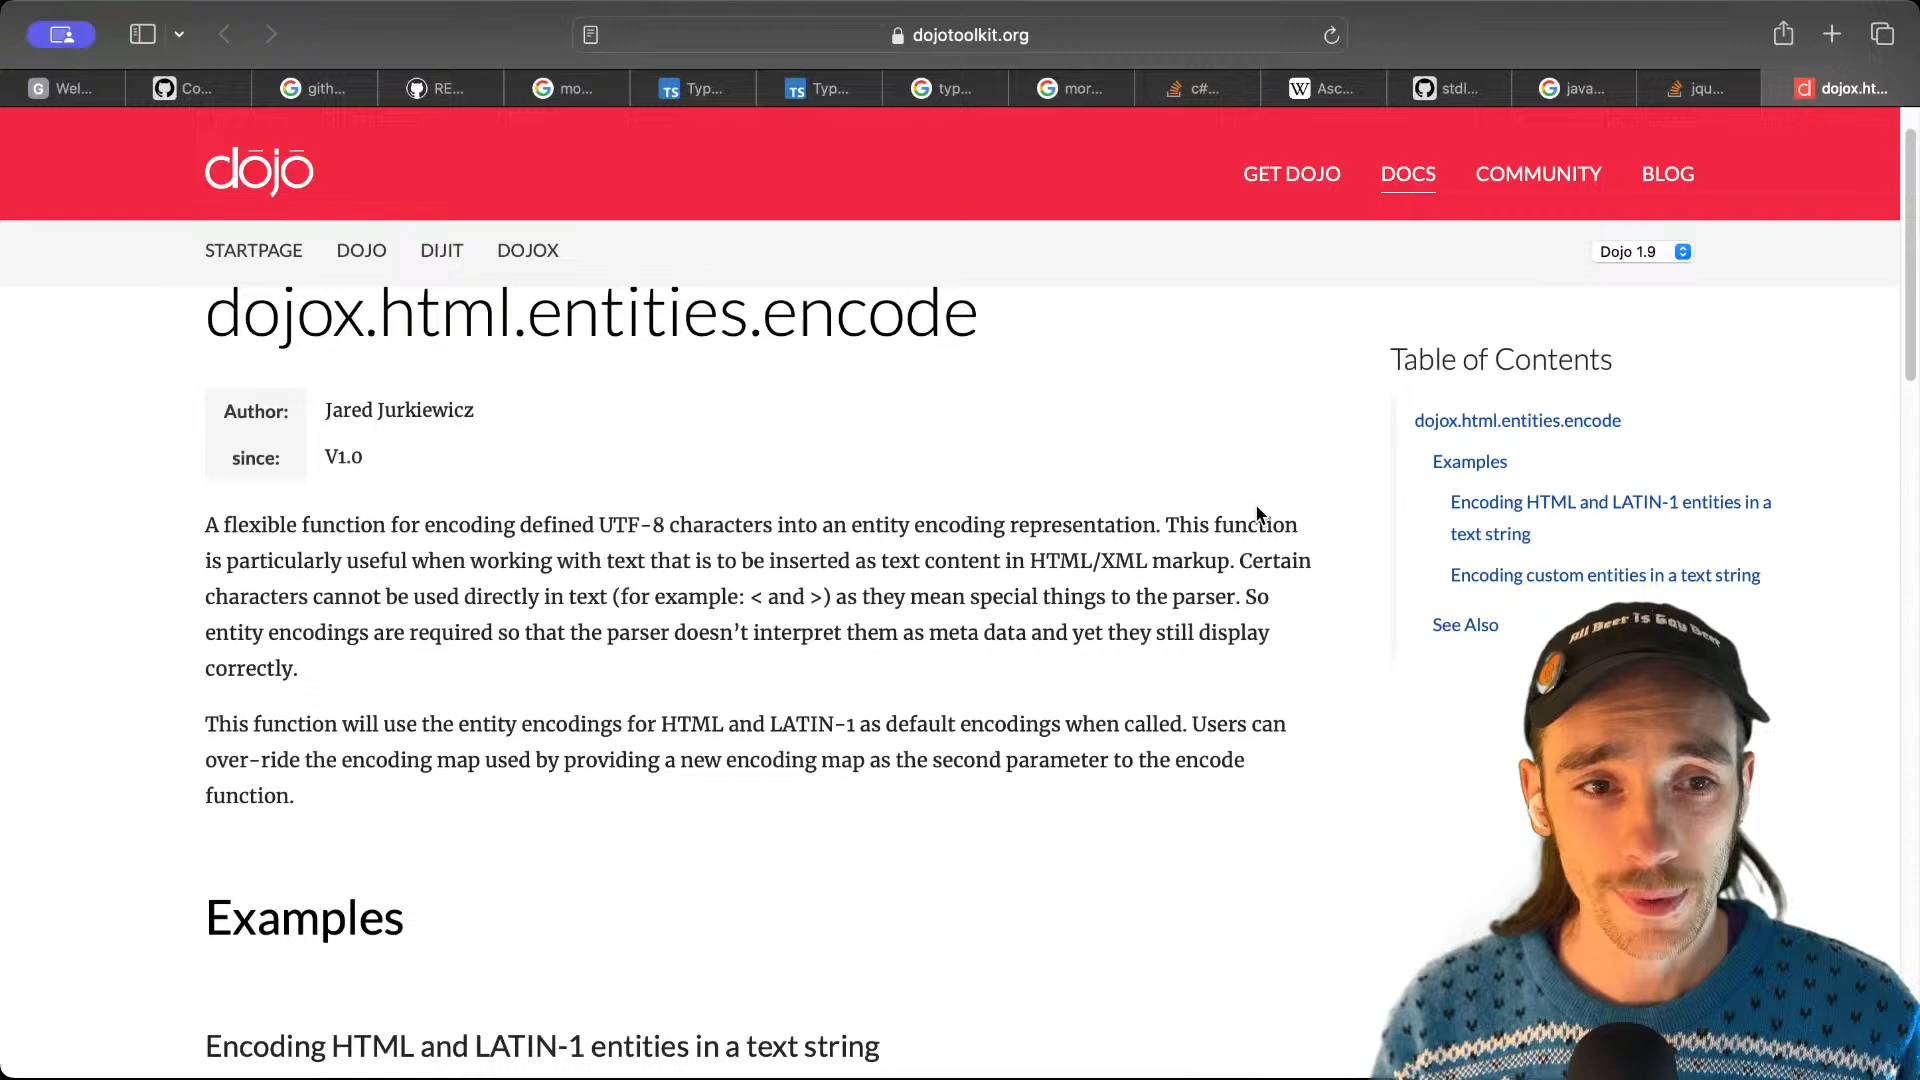 dojotoolkit.org
G Wel...
Co...
gith...
RE...
mo...
TS Typ...
TS Typ...
typ...
mor...
c#...
W Asc...
stdl...
java...
jqu...
d dojox.ht...
dōjō
GET DOJO
DOCS
COMMUNITY
BLOG
STARTPAGE
DOJO
DIJIT
DOJOX
Dojo 1.9
dojox.html.entities.encode
Author: Jared Jurkiewicz
since: V1.0
A flexible function for encoding defined UTF-8 characters into an entity encoding representation. This function
is particularly useful when working with text that is to be inserted as text content in HTML/XML markup. Certain
characters cannot be used directly in text (for example: < and >) as they mean special things to the parser. So
entity encodings are required so that the parser doesn’t interpret them as meta data and yet they still display
correctly.
This function will use the entity encodings for HTML and LATIN-1 as default encodings when called. Users can
over-ride the encoding map used by providing a new encoding map as the second parameter to the encode
function.
Examples
Encoding HTML and LATIN-1 entities in a text string
Table of Contents
dojox.html.entities.encode
Examples
Encoding HTML and LATIN-1 entities in a
text string
Encoding custom entities in a text string
See Also
All Beer Is Gay Beer